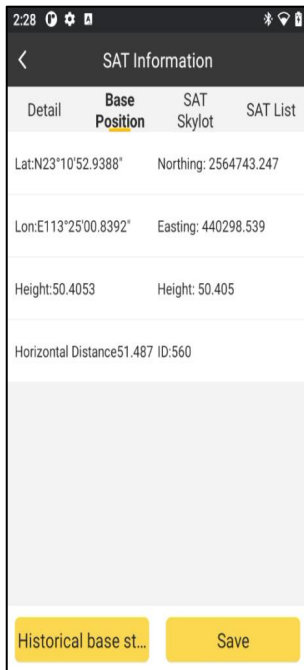 2:28
SAT Information
Detail Base Position SAT Skylot SAT List
Lat:N23°10'52.9388" Northing: 2564743.247
Lon:E113°25'00.8392" Easting: 440298.539
Height:50.4053 Height: 50.405
Horizontal Distance51.487 ID:560
Historical base st... Save